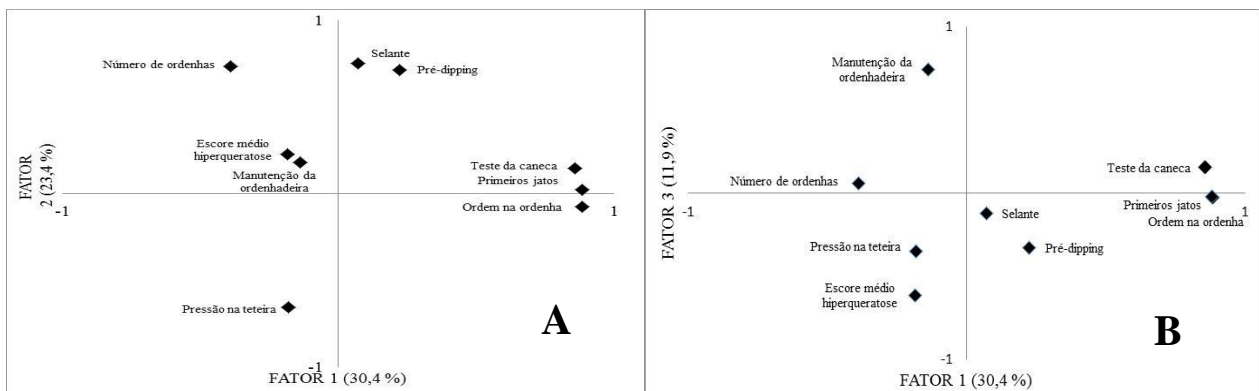 1
Número de ordenhas
Selante
Pré-dipping
Escore médio
hiperqueratose
Manutenção da
ordenhadeira
Teste da caneca
Primeiros jatos
Ordem na ordenha
Pressão na teteira
-1
1
-1
FATOR
2 (23,4 %)
FATOR 1 (30,4 %)
A
1
Manutenção da
ordenhadeira
Número de ordenhas
Teste da caneca
Primeiros jatos
Ordem na ordenha
Selante
Pré-dipping
Pressão na teteira
Escore médio
hiperqueratose
-1
1
-1
FATOR 3 (11,9 %)
FATOR 1 (30,4 %)
B